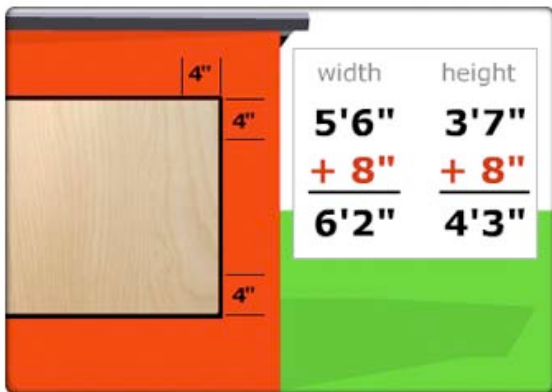 4"
4"
4"
width height
5'6" 3'7"
+ 8" + 8"
6'2" 4'3"